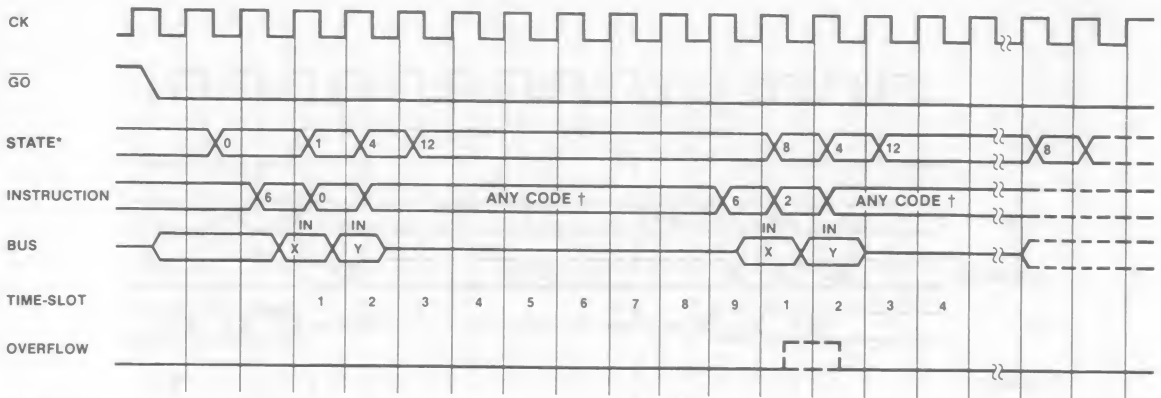 CK
GO
STATE* 0 1 4 12 8 4 12 8
INSTRUCTION 6 0 ANY CODE † 6 2 ANY CODE †
IN IN IN IN
BUS X Y X Y
TIME-SLOT 1 2 3 4 5 6 7 8 9 1 2 3 4
OVERFLOW